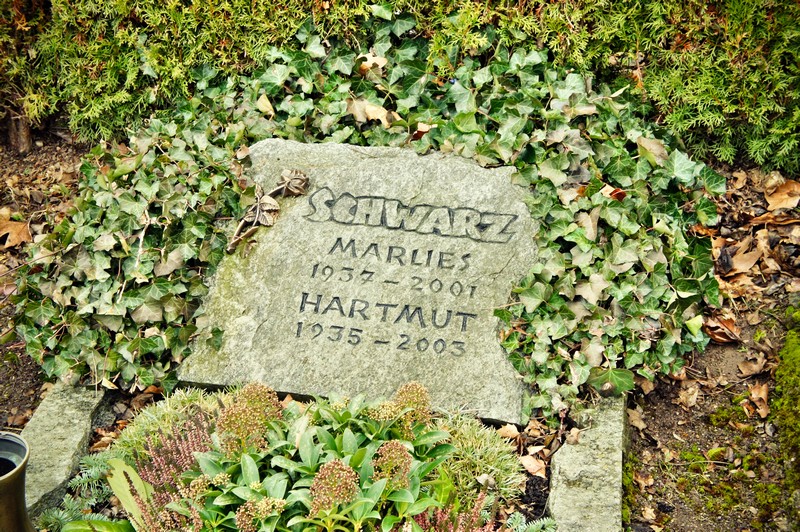 SCHWARZ
MARLIES
1937 – 2001
HARTMUT
1935 – 2003